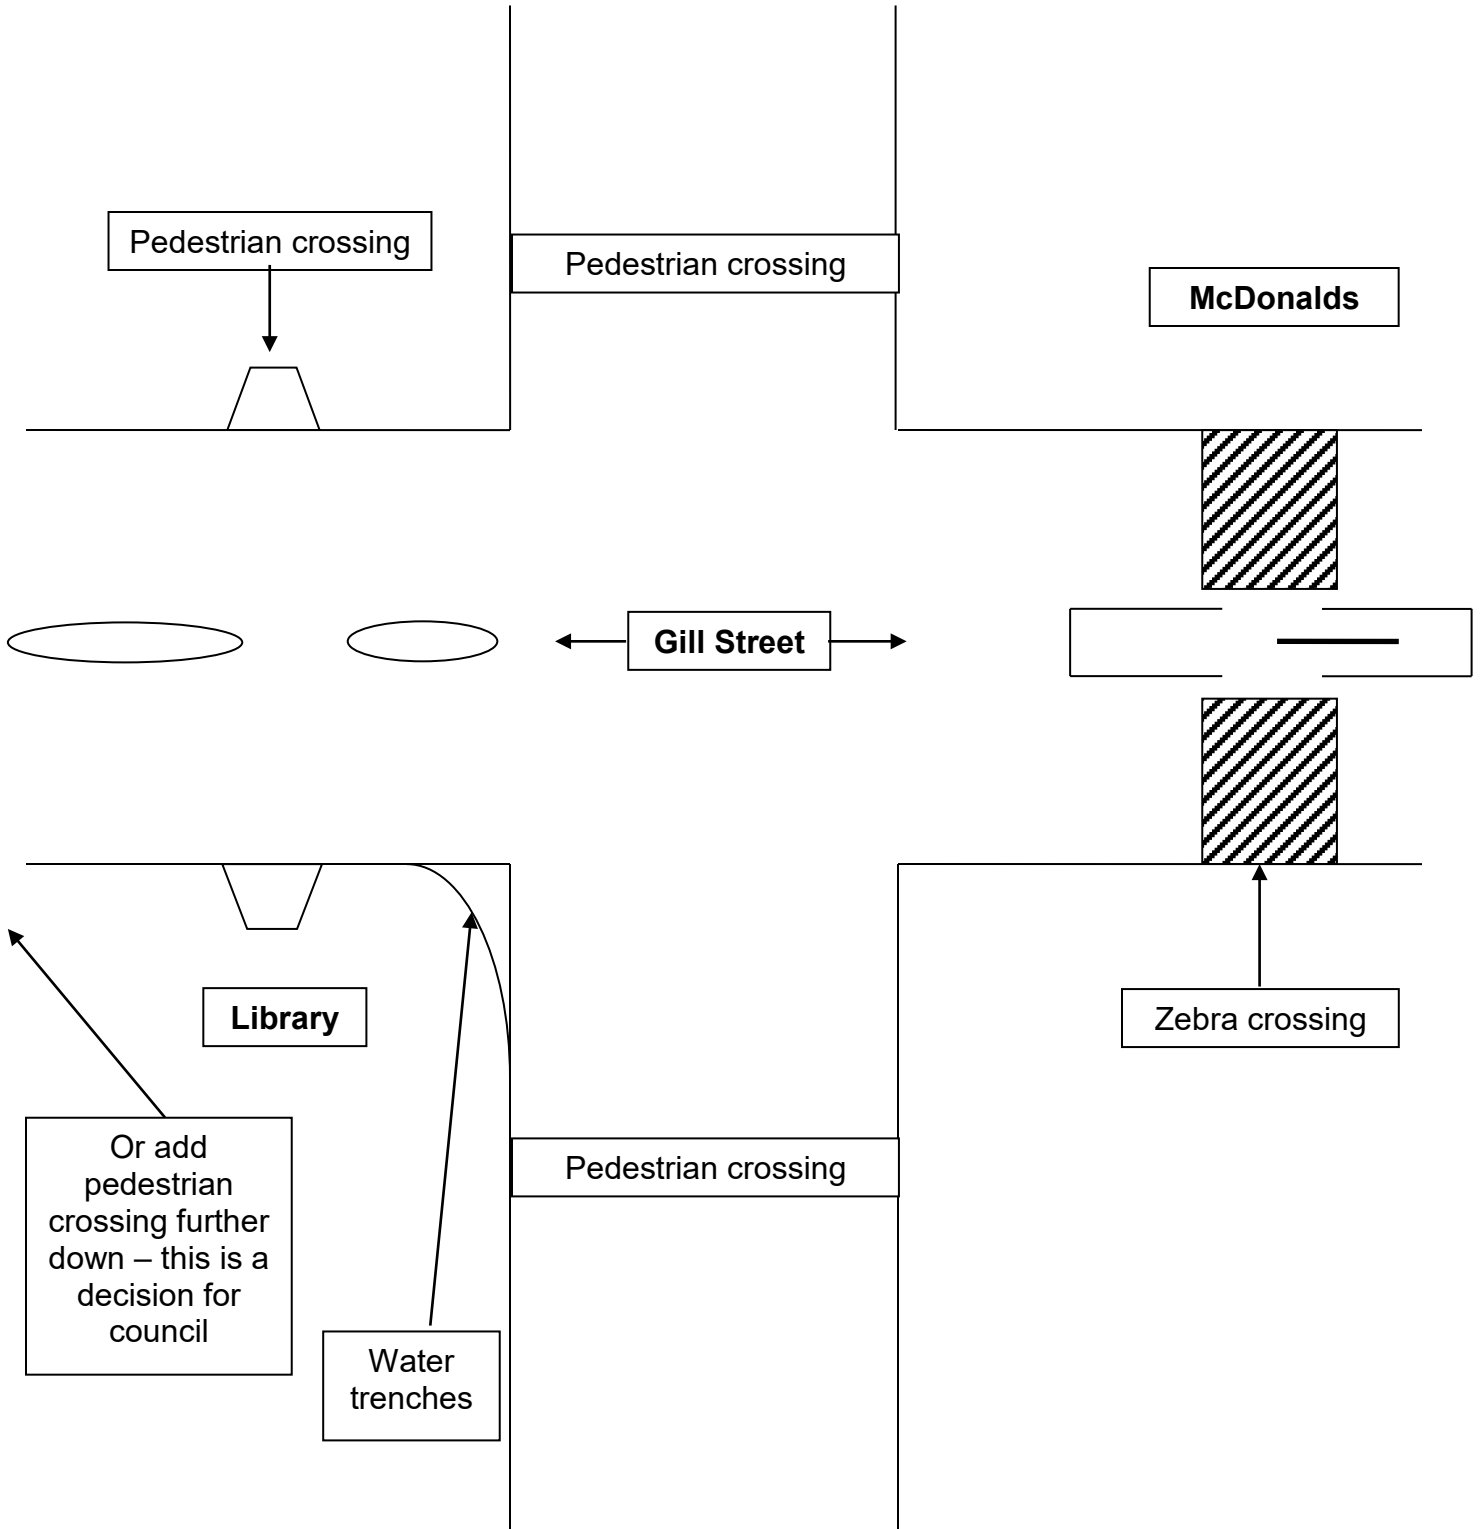 Pedestrian crossing
Pedestrian crossing
McDonalds
Gill Street
Library
Zebra crossing
Or add
pedestrian
crossing further
down – this is a
decision for
council
Pedestrian crossing
Water
trenches